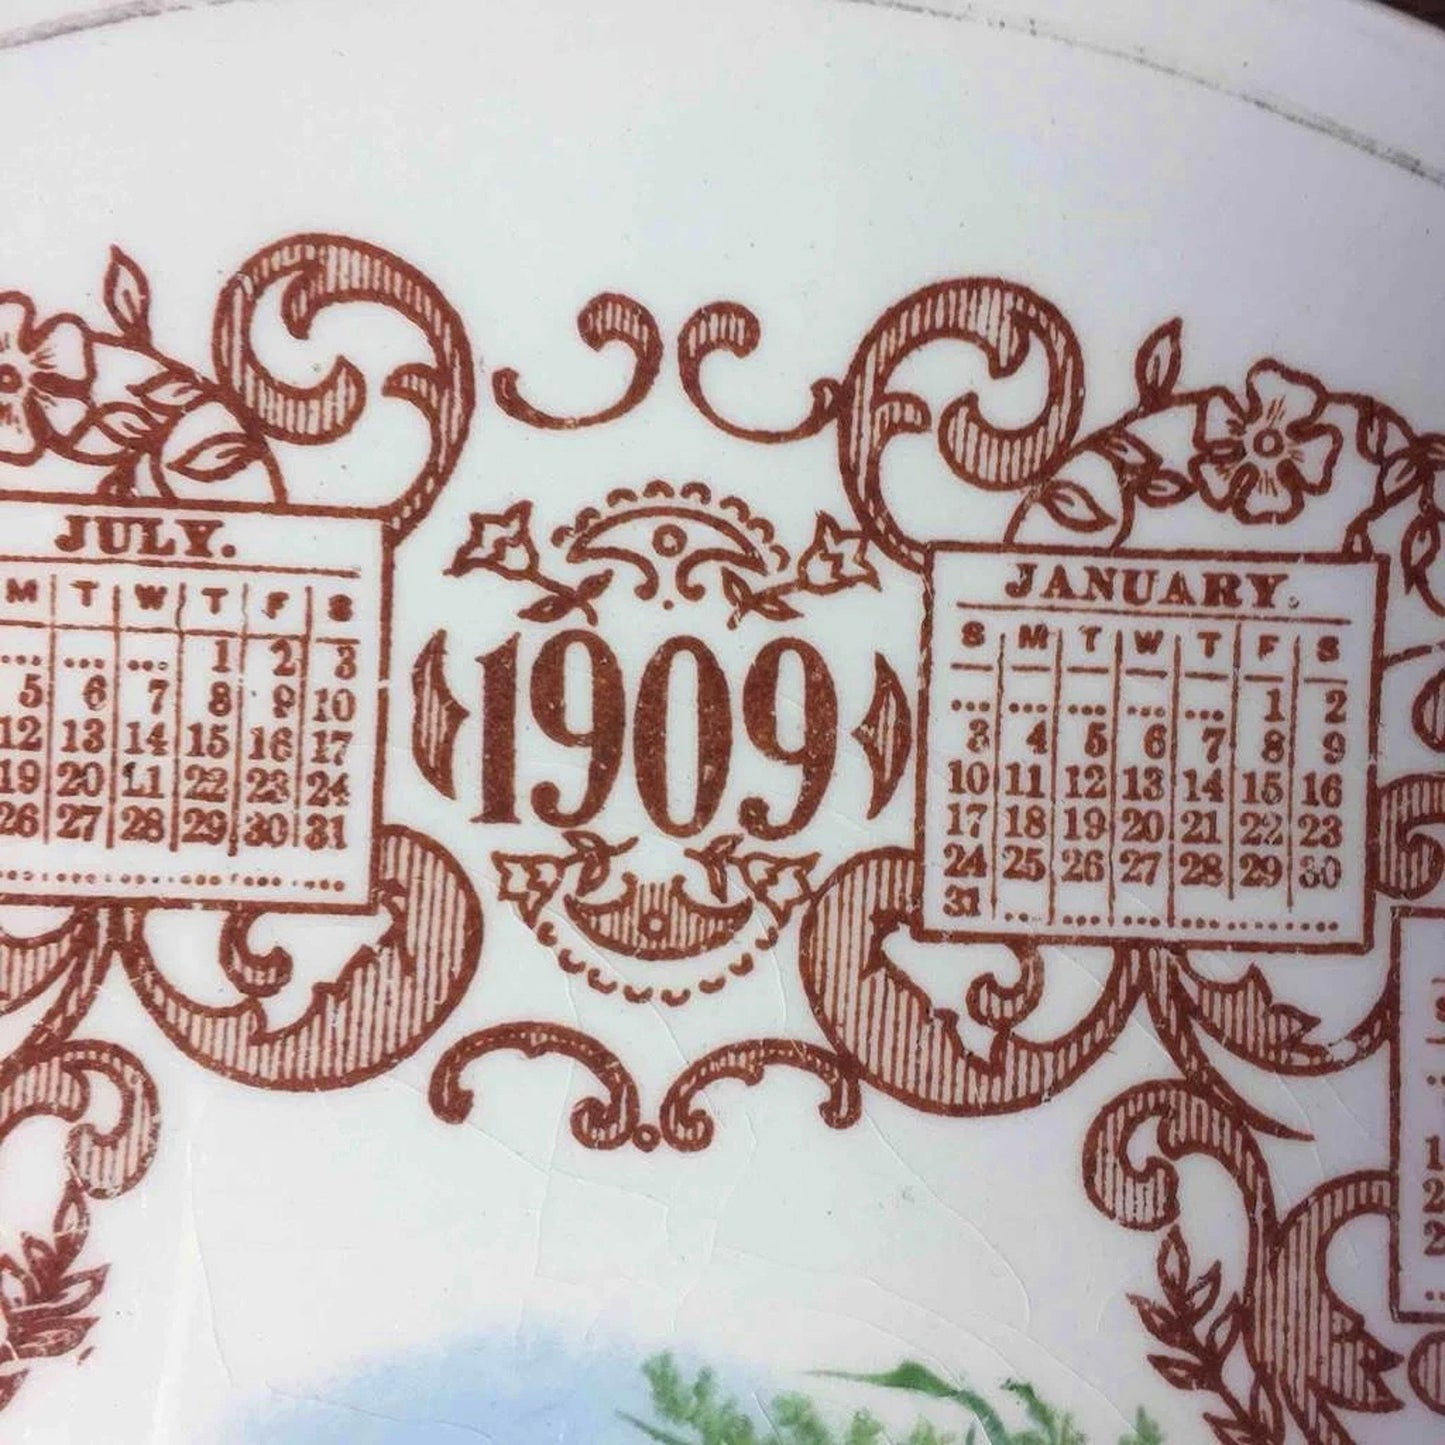 JULY.
M T W T F S
... ... ... 1 2 3
5 6 7 8 9 10
12 13 14 15 16 17
19 20 21 22 23 24
26 27 28 29 30 31
1909
JANUARY.
S M T W T F S
... ... ... ... ... 1 2
3 4 5 6 7 8 9
10 11 12 13 14 15 16
17 18 19 20 21 22 23
24 25 26 27 28 29 30
31 ... ... ... ... ... ...